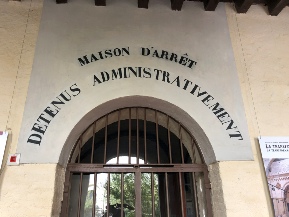 MAISON D'ARRÊT
DETENUS ADMINISTRATIVEMENT